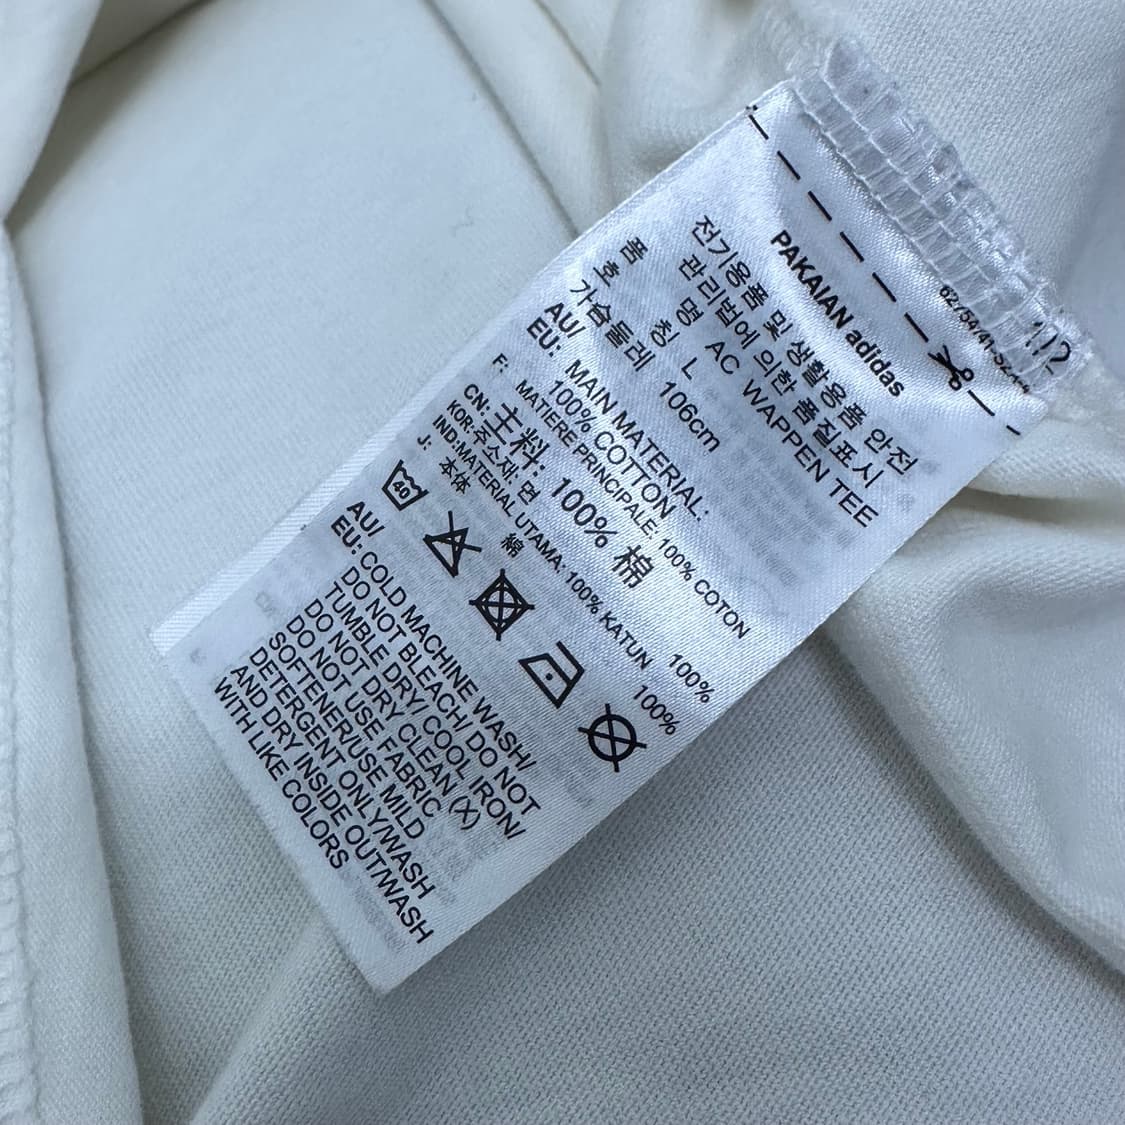 1/2
PAKAIAN adidas
전기용품 및 생활용품 안전
관리법에 의한 품질표시
품 명 AC WAPPEN TEE
호 칭 L
가슴둘레 106cm
AU/
EU: MAIN MATERIAL:
100% COTTON
F: MATIERE PRINCIPALE: 100% COTON
CN: 主料: 100% 棉
KOR:주소재: 면 100%
IND:MATERIAL UTAMA: 100% KATUN
J: 本体 綿 100%
40
AU/
EU: COLD MACHINE WASH/
DO NOT BLEACH/ DO NOT
TUMBLE DRY/ COOL IRON/
DO NOT DRY CLEAN (X)
DO NOT USE FABRIC
SOFTENER/USE MILD
DETERGENT ONLY/WASH
AND DRY INSIDE OUT/WASH
WITH LIKE COLORS